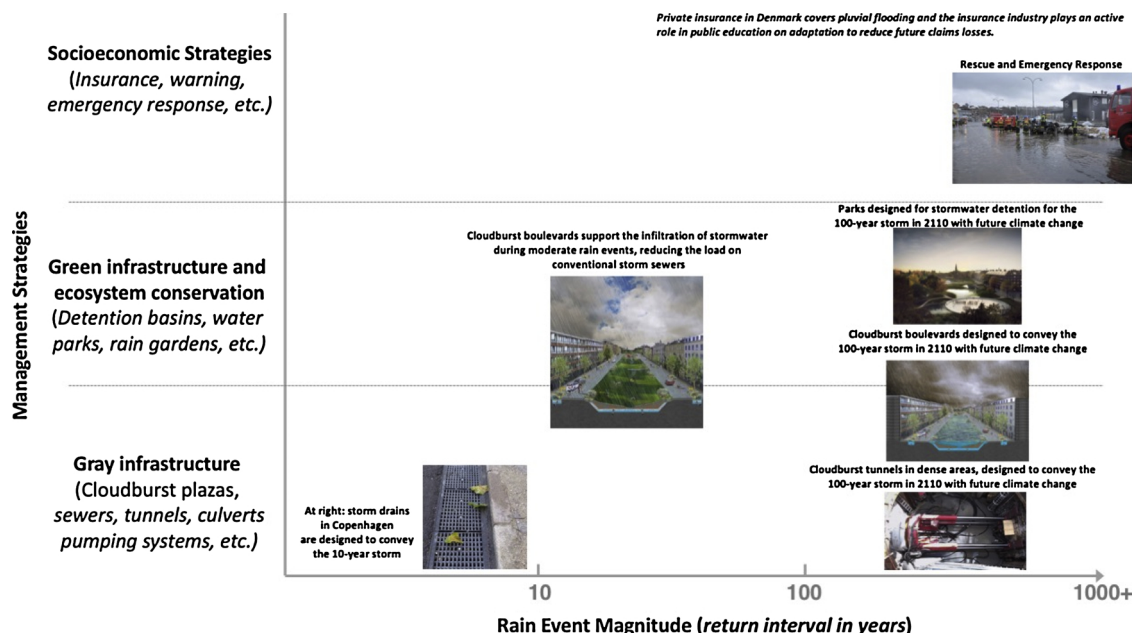 Private insurance in Denmark covers pluvial flooding and the insurance industry plays an active
role in public education on adaptation to reduce future claims losses.
Socioeconomic Strategies
(Insurance, warning,
emergency response, etc.)
Rescue and Emergency Response
Management Strategies
Parks designed for stormwater detention for the
100-year storm in 2110 with future climate change
Cloudburst boulevards support the infiltration of stormwater
during moderate rain events, reducing the load on
conventional storm sewers
Green infrastructure and
ecosystem conservation
(Detention basins, water
parks, rain gardens, etc.)
Cloudburst boulevards designed to convey the
100-year storm in 2110 with future climate change
Gray infrastructure
(Cloudburst plazas,
sewers, tunnels, culverts
pumping systems, etc.)
Cloudburst tunnels in dense areas, designed to convey the
100-year storm in 2110 with future climate change
At right: storm drains
in Copenhagen
are designed to convey
the 10-year storm
10
100
1000+
Rain Event Magnitude (return interval in years)